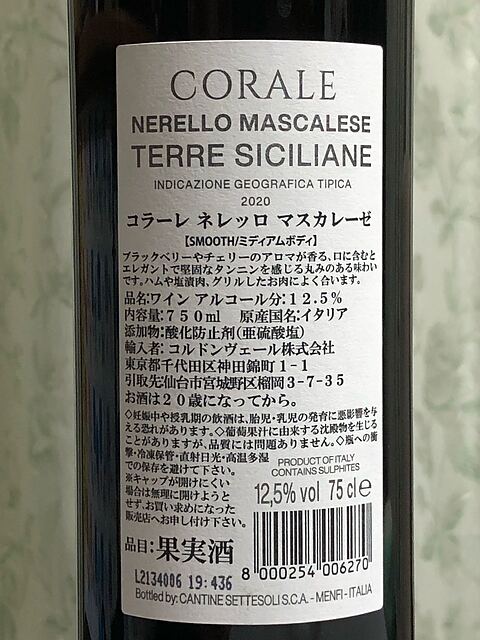 CORALE
NERELLO MASCALESE
TERRE SICILIANE
INDICAZIONE GEOGRAFICA TIPICA
2020
コラーレ ネレッロ マスカレーゼ
【SMOOTH/ミディアムボディ】
ブラックベリーやチェリーのアロマが香る、口に含むと
エレガントで堅固なタンニンを感じる丸みのある味わい
です。ハムや塩漬肉、グリルしたお肉によく合います。
品名:ワイン アルコール分:12.5%
内容量:750ml 原産国名:イタリア
添加物:酸化防止剤(亜硫酸塩)
輸入者:コルドンヴェール株式会社
東京都千代田区神田錦町1-1
引取先仙台市宮城野区榴岡3-7-35
お酒は20歳になってから。
◇妊娠中や授乳期の飲酒は、胎児・乳児の発育に悪影響を与
える恐れがあります。◇葡萄果汁に由来する沈殿物を生じる
ことがありますが、品質には問題ありません。◇瓶への衝
撃・冷凍保管・直射日光・高温多湿
での保存を避けて下さい。
※キャップが開けにくい
場合は無理に開けようと
せず、お買い求めになった
販売店へお申し付け下さい。
PRODUCT OF ITALY
CONTAINS SULPHITES
12,5% vol 75 cl e
品目:果実酒
8 000254 006270
L2134006 19:436
Bottled by: CANTINE SETTESOLI S.C.A. - MENFI - ITALIA